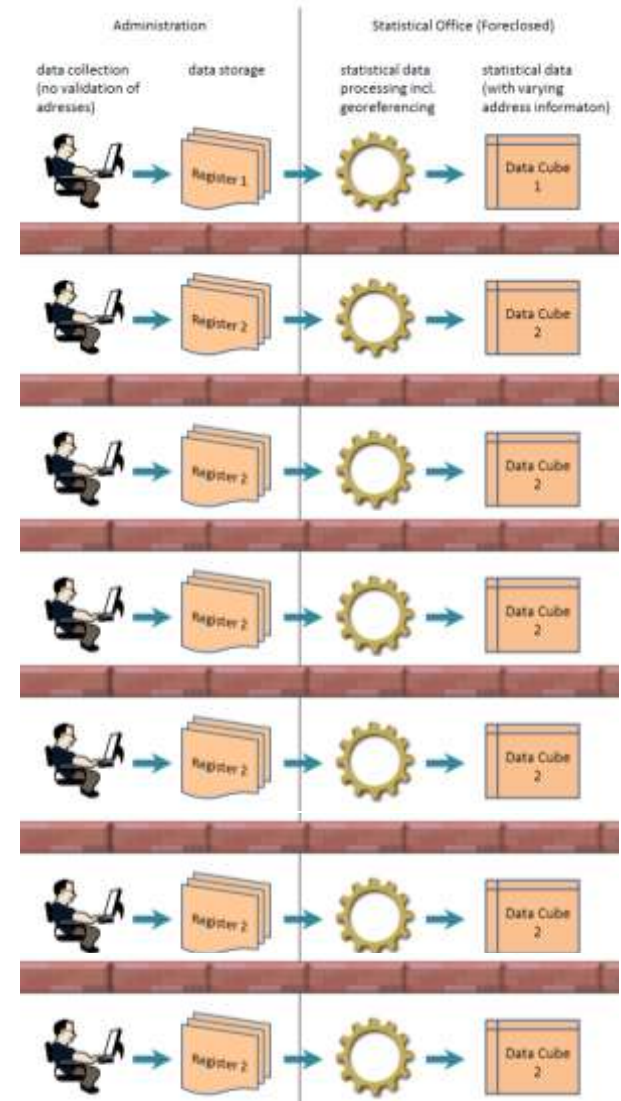 Administration
Statistical Office (Foreclosed)
data collection
(no validation of
adresses)
data storage
statistical data
processing incl.
georeferencing
statistical data
(with varying
address informaton)
Register 1
Data Cube
1
Register 2
Data Cube
2
Register 2
Data Cube
2
Register 2
Data Cube
2
Register 2
Data Cube
2
Register 2
Data Cube
2
Register 2
Data Cube
2